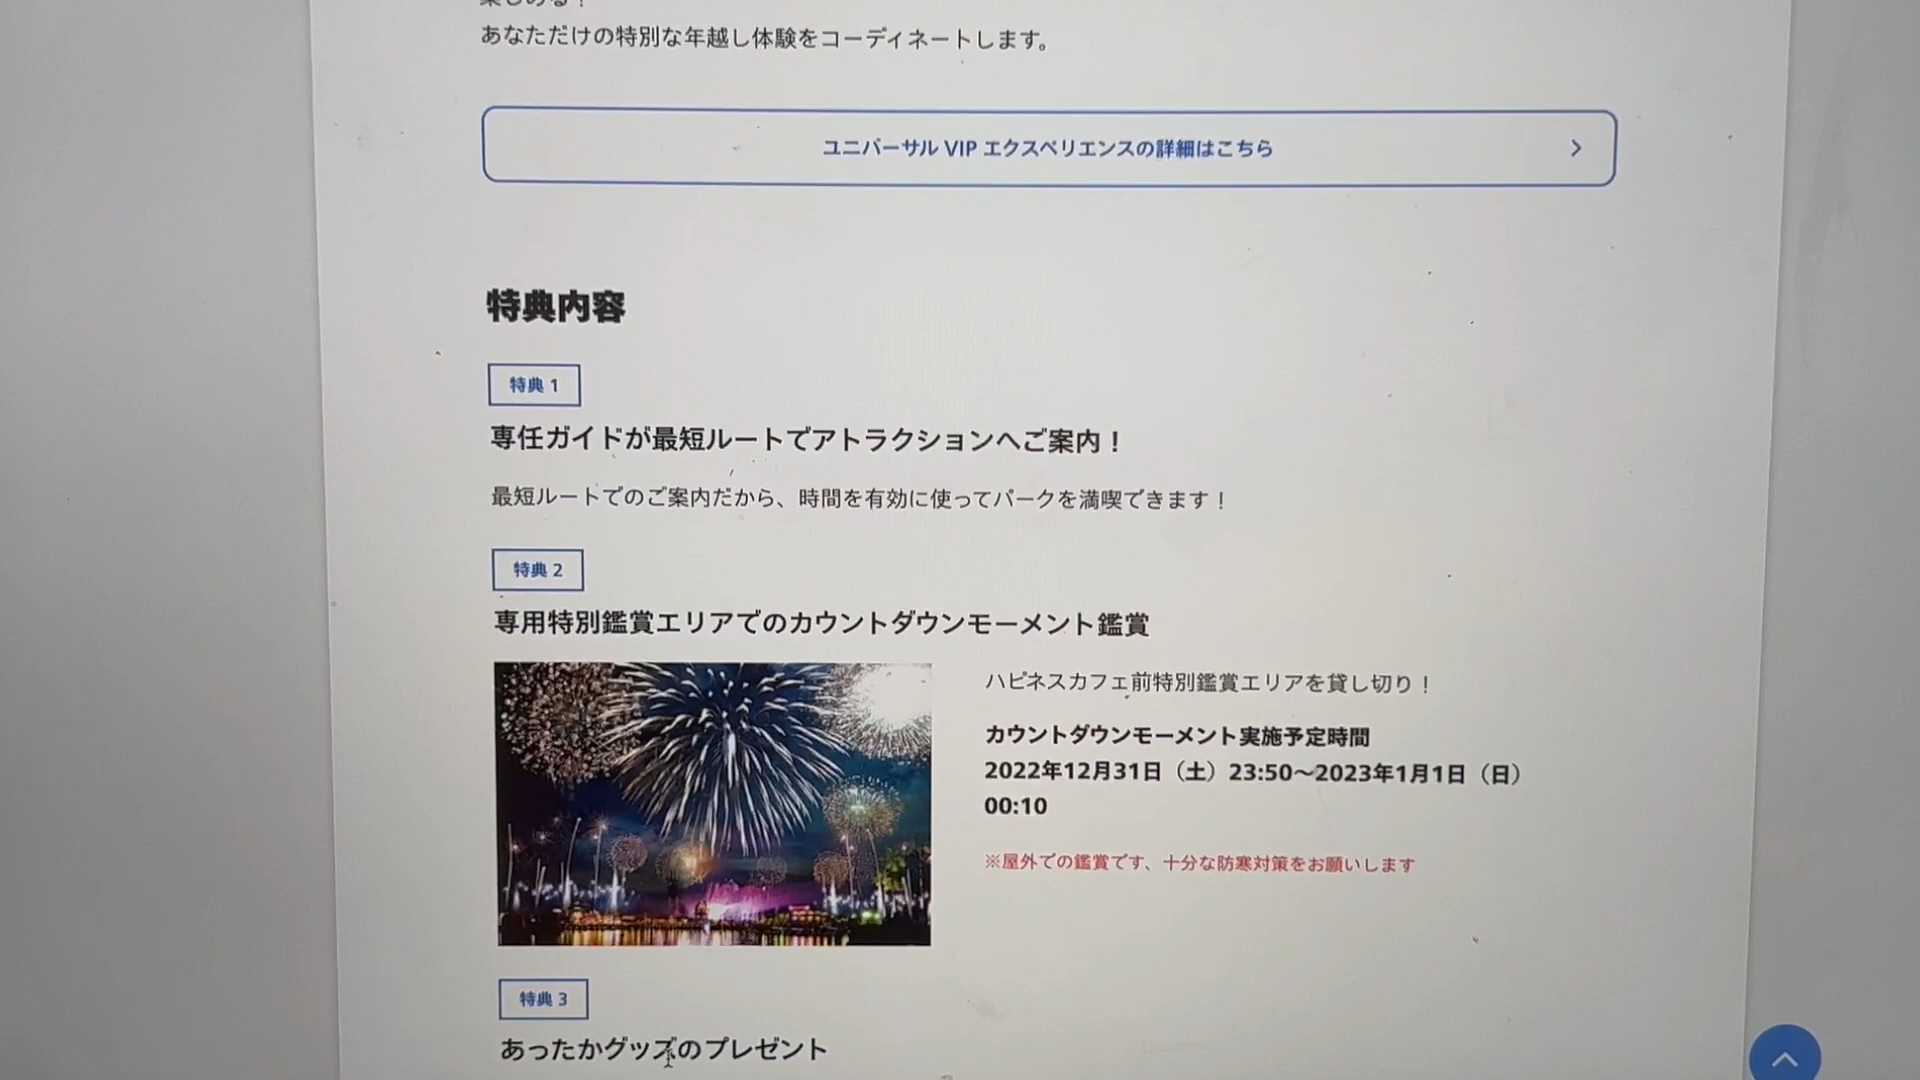 楽しめる！
あなただけの特別な年越し体験をコーディネートします。
ユニバーサル VIP エクスペリエンスの詳細はこちら
特典内容
特典 1
専任ガイドが最短ルートでアトラクションへご案内！
最短ルートでのご案内だから、時間を有効に使ってパークを満喫できます！
特典 2
専用特別鑑賞エリアでのカウントダウンモーメント鑑賞
ハピネスカフェ前特別鑑賞エリアを貸し切り！
カウントダウンモーメント実施予定時間
2022年12月31日（土）23:50～2023年1月1日（日）
00:10
※屋外での鑑賞です、十分な防寒対策をお願いします
特典 3
あったかグッズのプレゼント